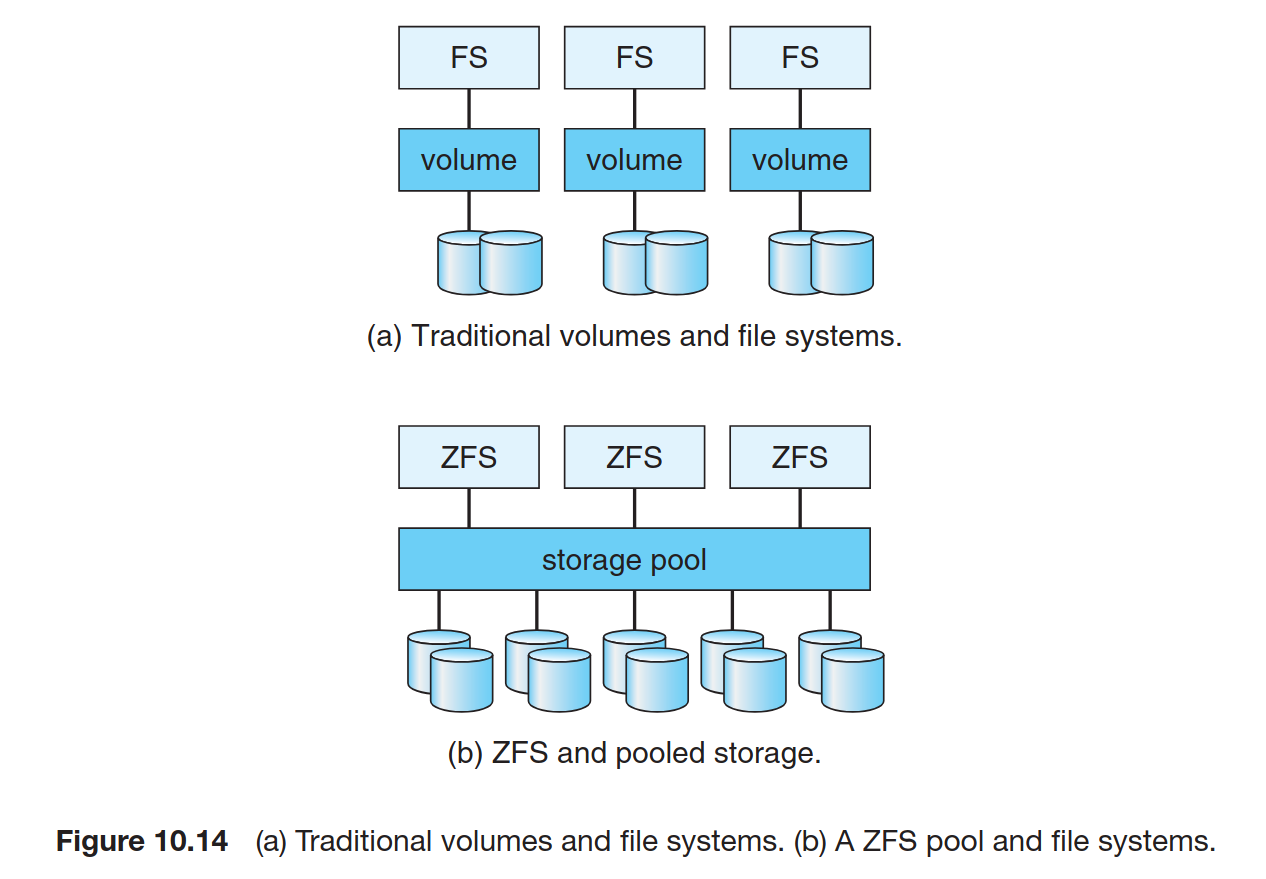 FS FS FS
volume volume volume
(a) Traditional volumes and file systems.
ZFS ZFS ZFS
storage pool
(b) ZFS and pooled storage.
Figure 10.14 (a) Traditional volumes and file systems. (b) A ZFS pool and file systems.